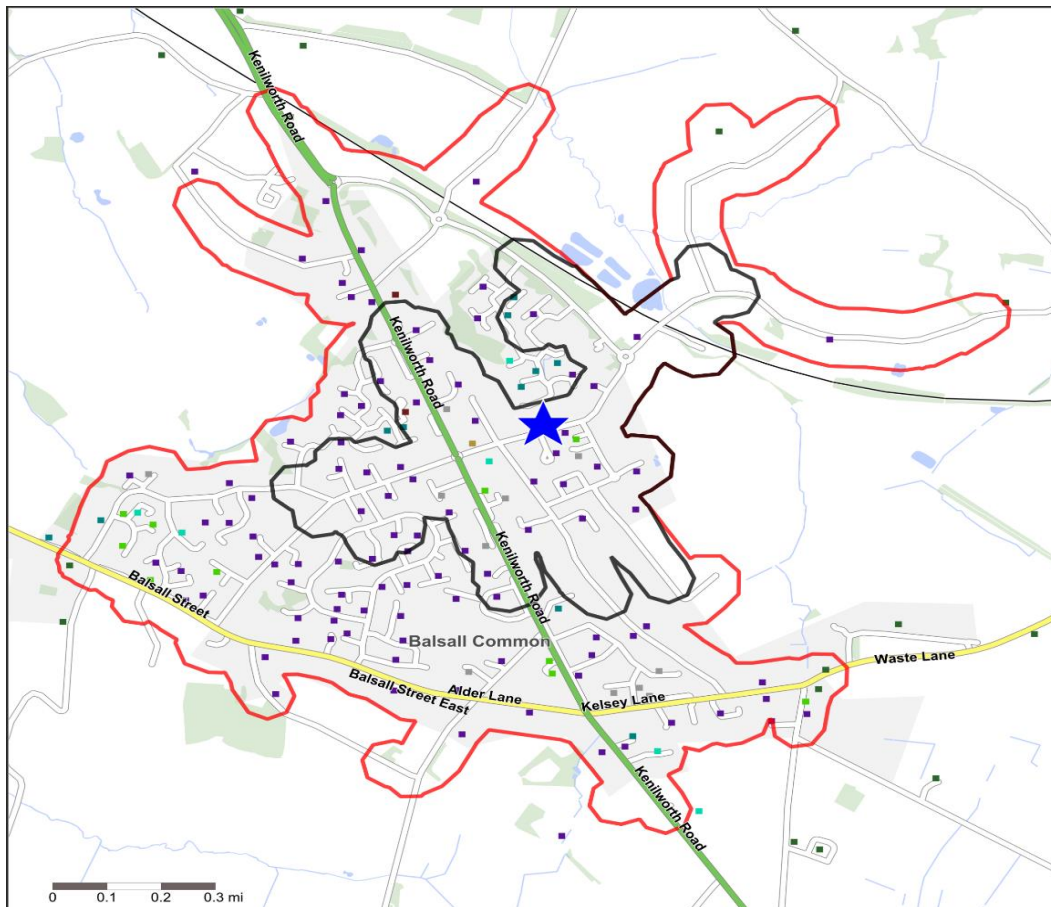 Kenilworth Road
Kenilworth Road
Kenilworth Road
Balsall Street
Balsall Common
Balsall Street East
Alder Lane
Kelsey Lane
Waste Lane
Kenilworth Road
0 0.1 0.2 0.3 mi